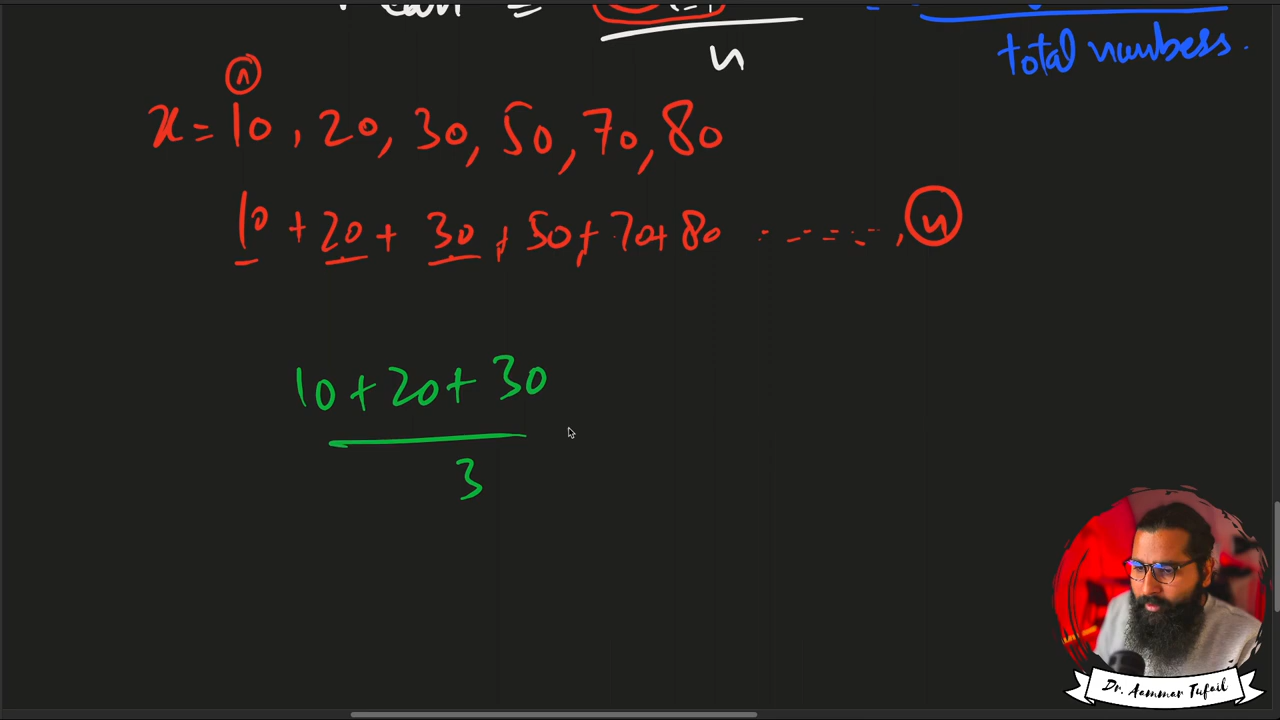 =
n
total numbers.
n
x = 10, 20, 30, 50, 70, 80
10 + 20 + 30 + 50 + 70 + 80 ......, n
10 + 20 + 30
3
Dr. Aammar Tufail